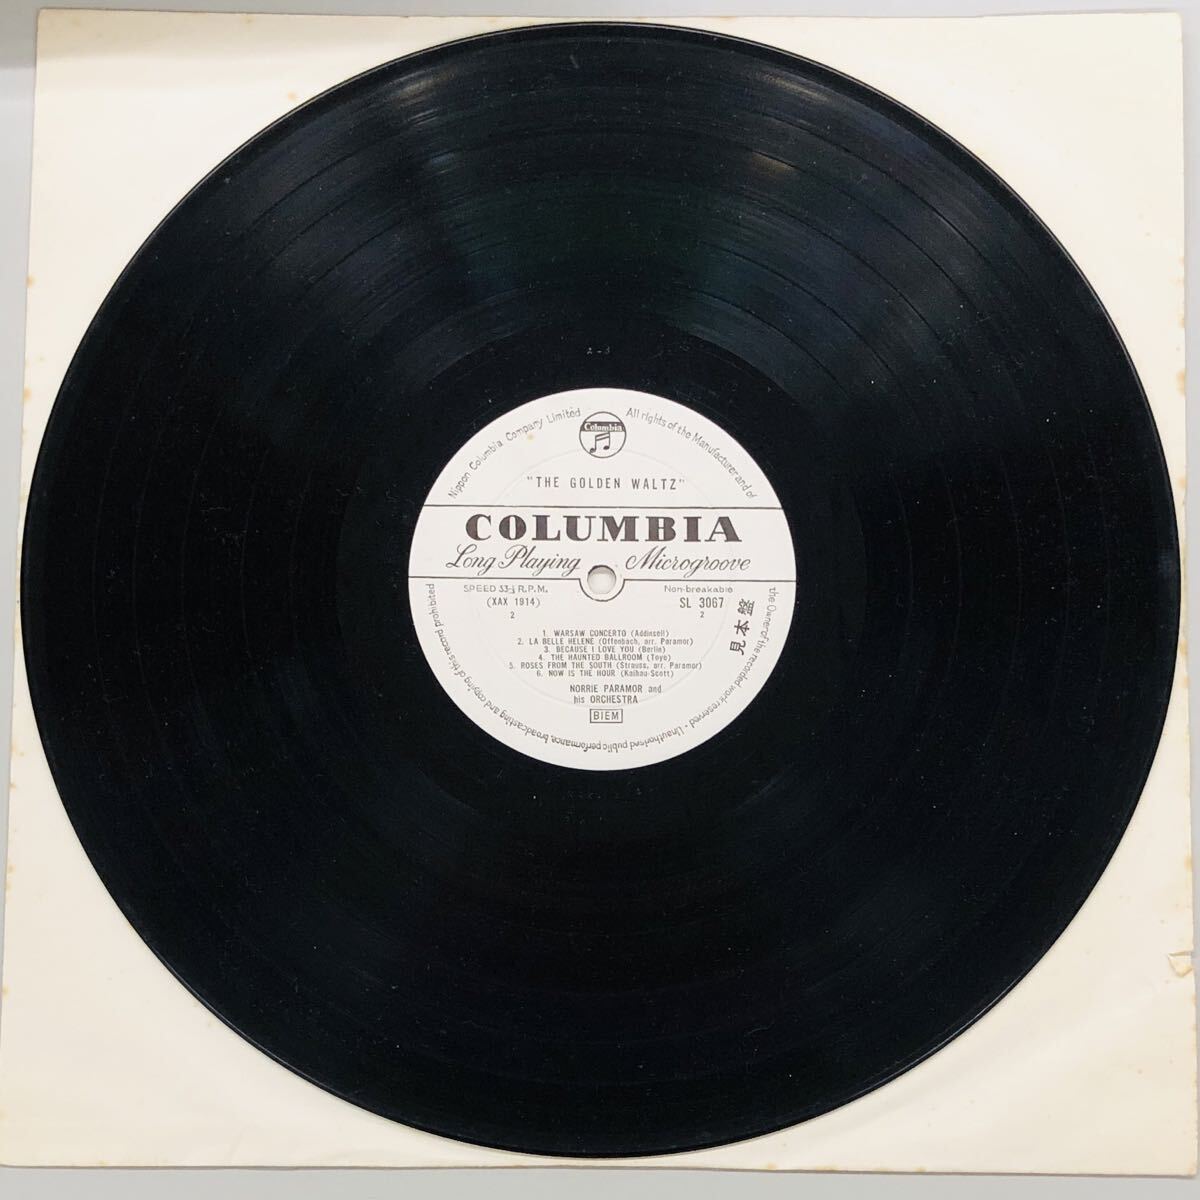 A-3
Nippon Columbia Company Limited
Columbia
All rights of the Manufacturer and of
the Owner of the recorded work reserved · Unauthorised public performance, broadcasting and copying of this record prohibited
"THE GOLDEN WALTZ"
COLUMBIA
Long Playing Microgroove
SPEED 33⅓ R.P.M. Non-breakable
(XAX 1914) SL 3067
2 2
見本盤
1. WARSAW CONCERTO (Addinsell)
2. LA BELLE HELENE (Offenbach, arr. Paramor)
3. BECAUSE I LOVE YOU (Berlin)
4. THE HAUNTED BALLROOM (Toye)
5. ROSES FROM THE SOUTH (Strauss, arr. Paramor)
6. NOW IS THE HOUR (Kaihau-Scott)
NORRIE PARAMOR and
his ORCHESTRA
BIEM